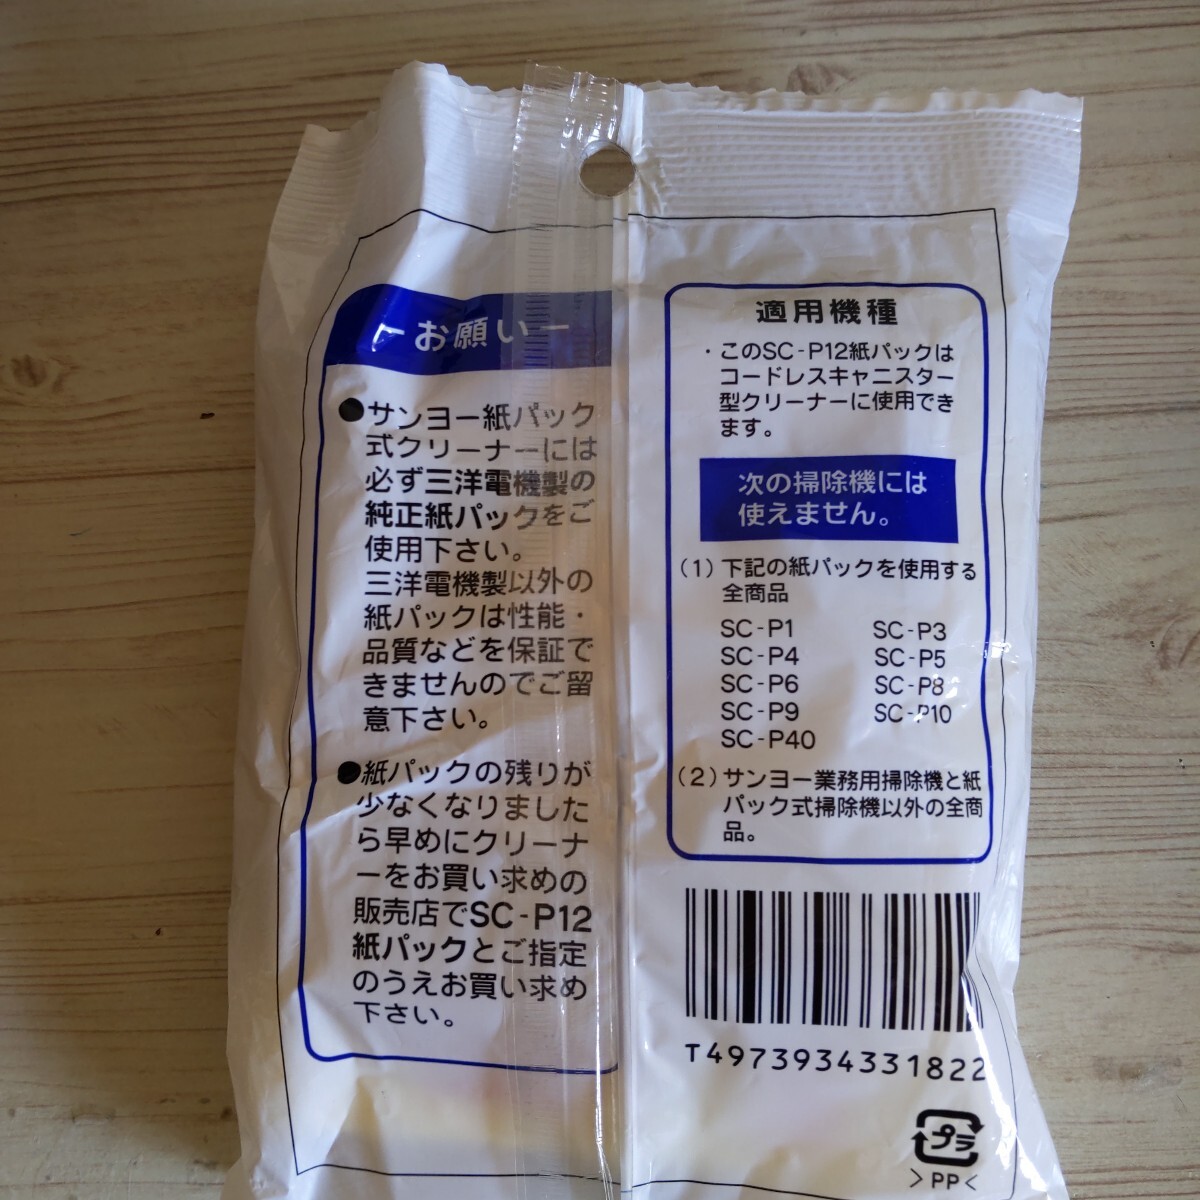 ーお願いー
●サンヨー紙パック
式クリーナーには
必ず三洋電機製の
純正紙パックをご
使用下さい。
三洋電機製以外の
紙パックは性能・
品質などを保証で
きませんのでご留
意下さい。
●紙パックの残りが
少なくなりました
ら早めにクリーナ
ーをお買い求めの
販売店でSC-P12
紙パックとご指定
のうえお買い求め
下さい。
適用機種
・このSC-P12紙パックは
コードレスキャニスター
型クリーナーに使用でき
ます。
次の掃除機には
使えません。
(1) 下記の紙パックを使用する
全商品
SC-P1 SC-P3
SC-P4 SC-P5
SC-P6 SC-P8
SC-P9 SC-P10
SC-P40
(2) サンヨー業務用掃除機と紙
パック式掃除機以外の全商
品。
T4973934331822
プラ
>PP<